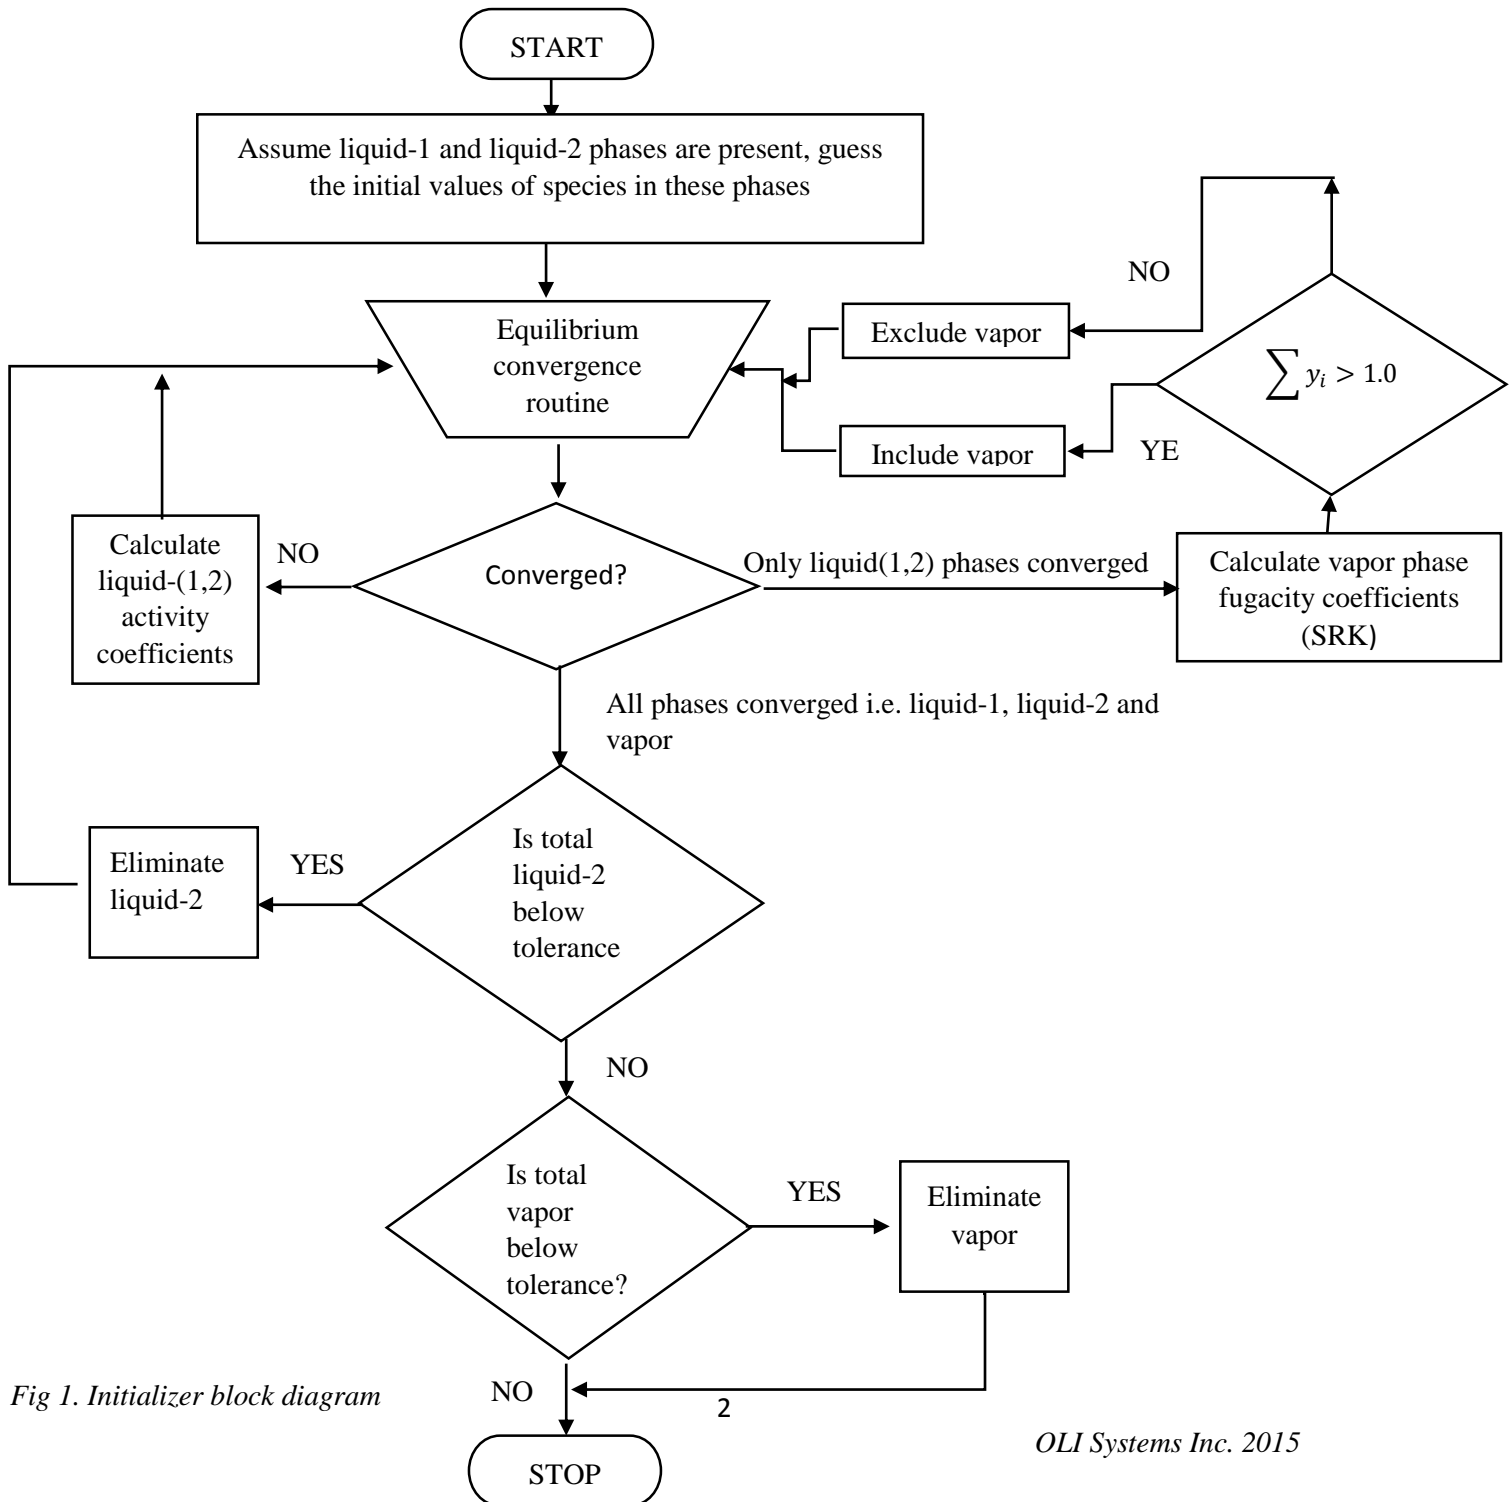 START
Assume liquid-1 and liquid-2 phases are present, guess
the initial values of species in these phases
NO
Equilibrium
convergence
routine
Exclude vapor
∑ y_i > 1.0
Include vapor
YE
Calculate
liquid-(1,2)
activity
coefficients
NO
Converged?
Only liquid(1,2) phases converged
Calculate vapor phase
fugacity coefficients
(SRK)
All phases converged i.e. liquid-1, liquid-2 and
vapor
Eliminate
liquid-2
YES
Is total
liquid-2
below
tolerance
NO
Is total
vapor
below
tolerance?
YES
Eliminate
vapor
Fig 1. Initializer block diagram
NO
2
OLI Systems Inc. 2015
STOP